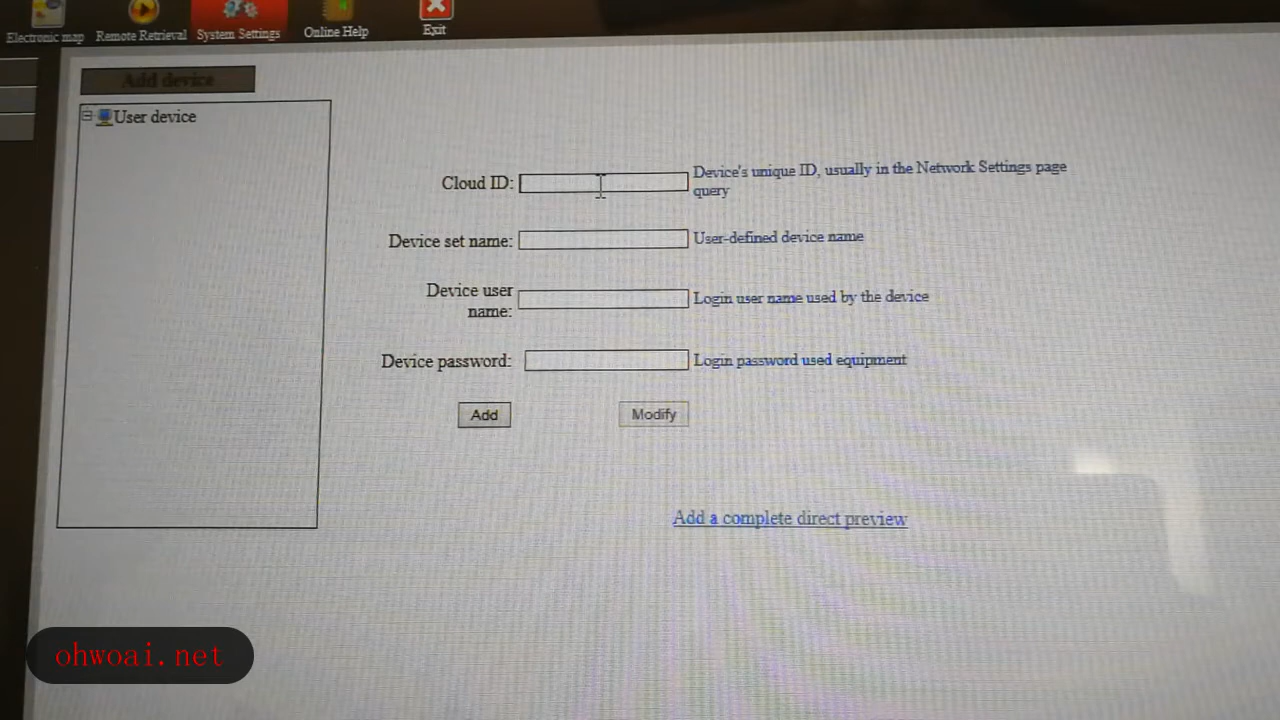 Electronic map Remote Retrieval System Settings Online Help Exit
Add device
User device
Cloud ID: Device's unique ID, usually in the Network Settings page
query
Device set name: User-defined device name
Device user
name: Login user name used by the device
Device password: Login password used equipment
Add Modify
Add a complete direct preview
ohwoai.net